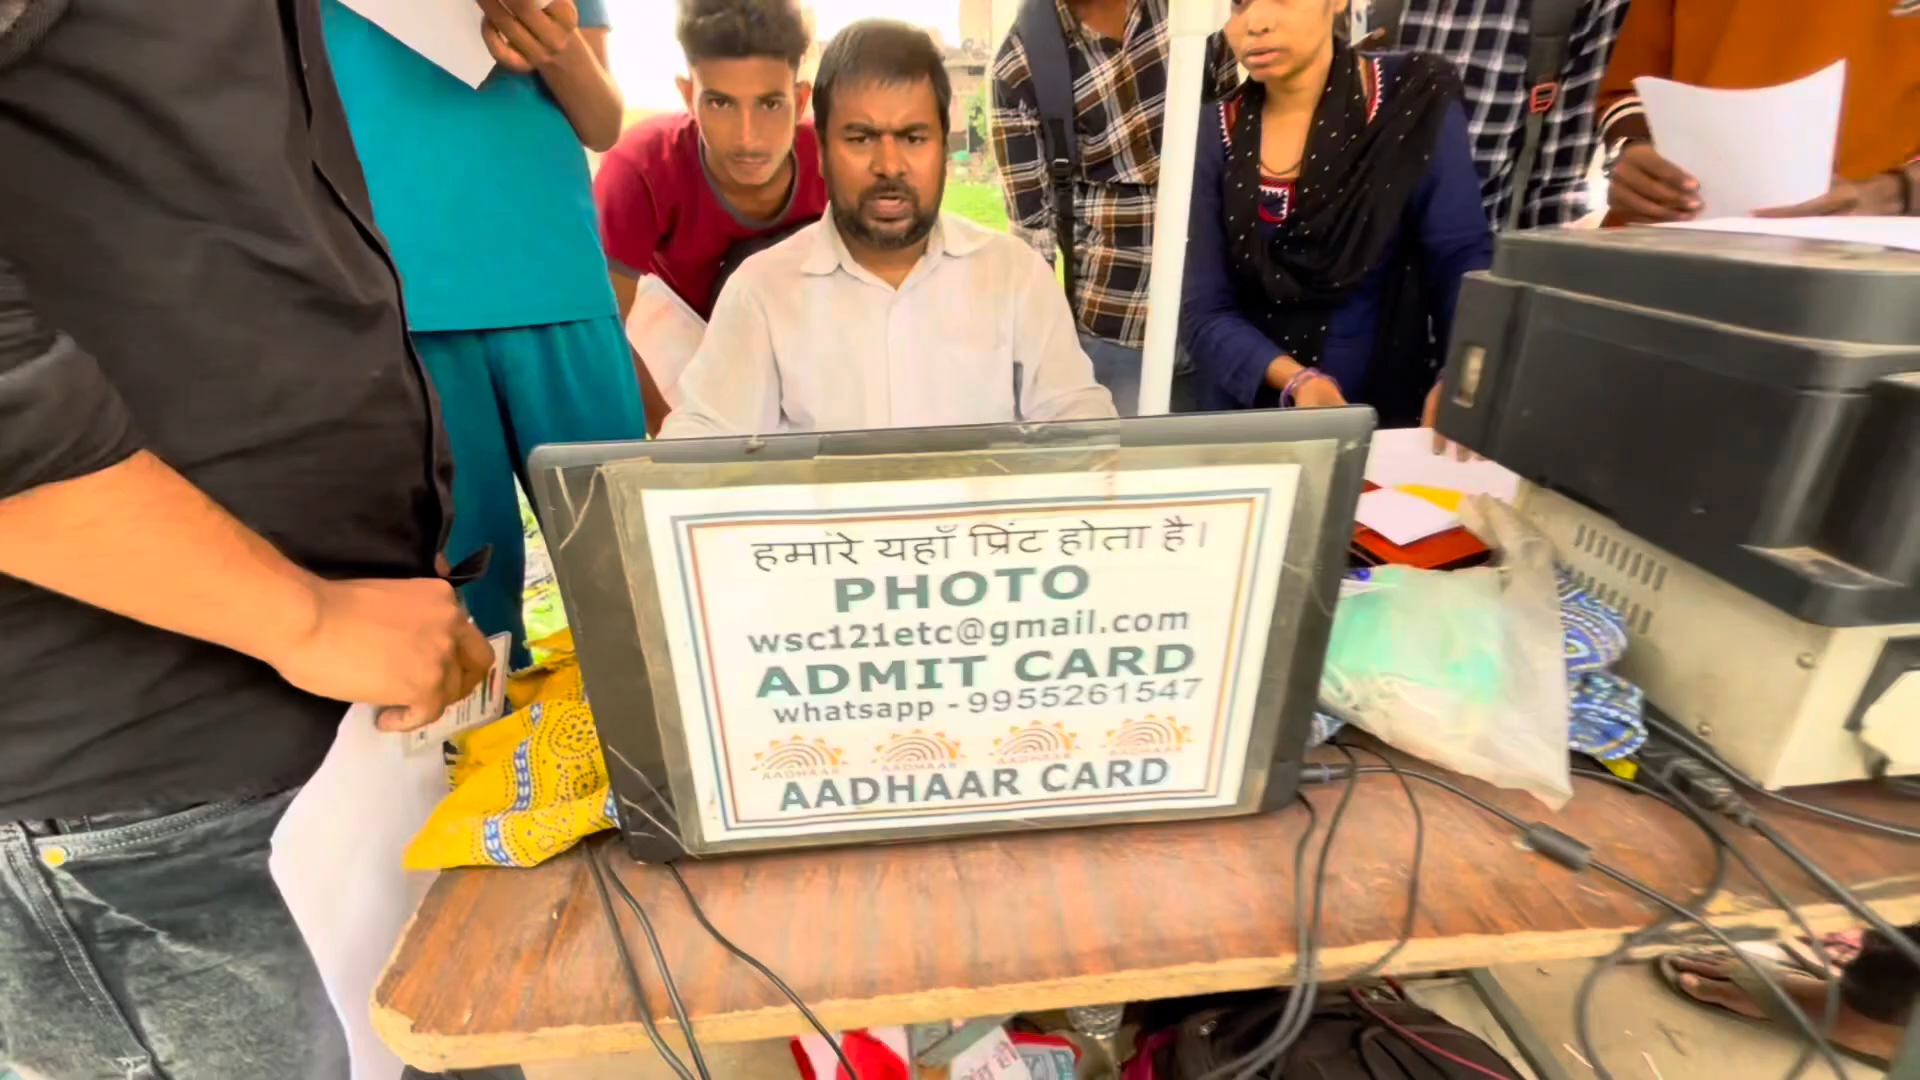 हमारे यहाँ प्रिंट होता है।
PHOTO
wsc121etc@gmail.com
ADMIT CARD
whatsapp - 9955261547
AADHAAR AADHAAR AADHAAR AADHAAR
AADHAAR CARD